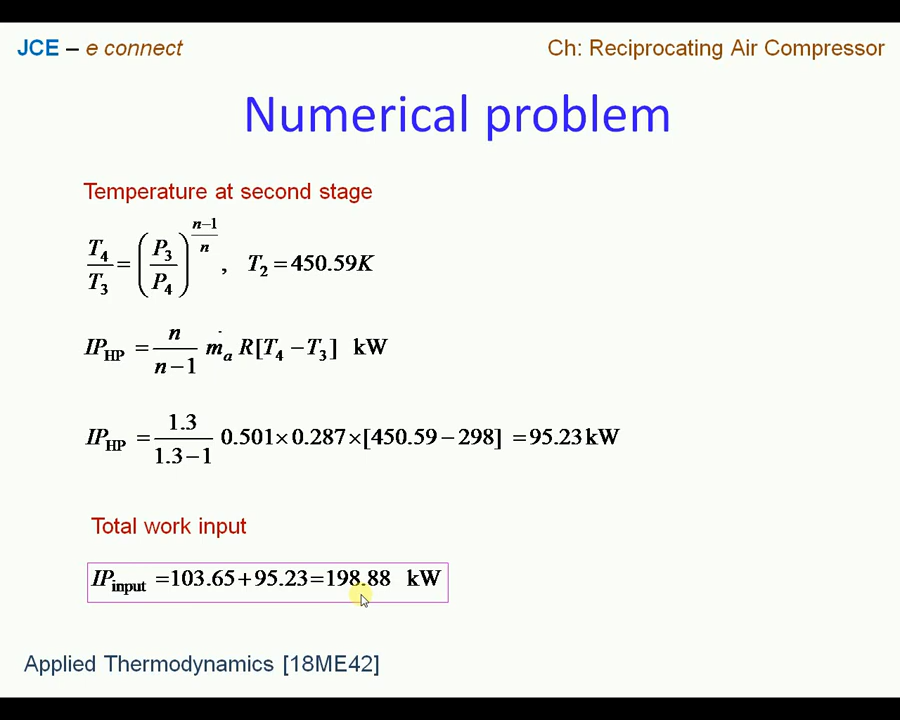 JCE – e connect
Ch: Reciprocating Air Compressor
Numerical problem
Temperature at second stage
T₄/T₃ = (P₃/P₄)^((n−1)/n) , T₂ = 450.59K
IP_HP = n/(n−1) ṁₐ R[T₄ − T₃] kW
IP_HP = 1.3/(1.3−1) 0.501×0.287×[450.59−298] = 95.23 kW
Total work input
IP_input = 103.65+95.23=198.88 kW
Applied Thermodynamics [18ME42]